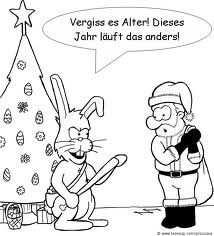 Vergiss es Alter! Dieses
Jahr läuft das anders!